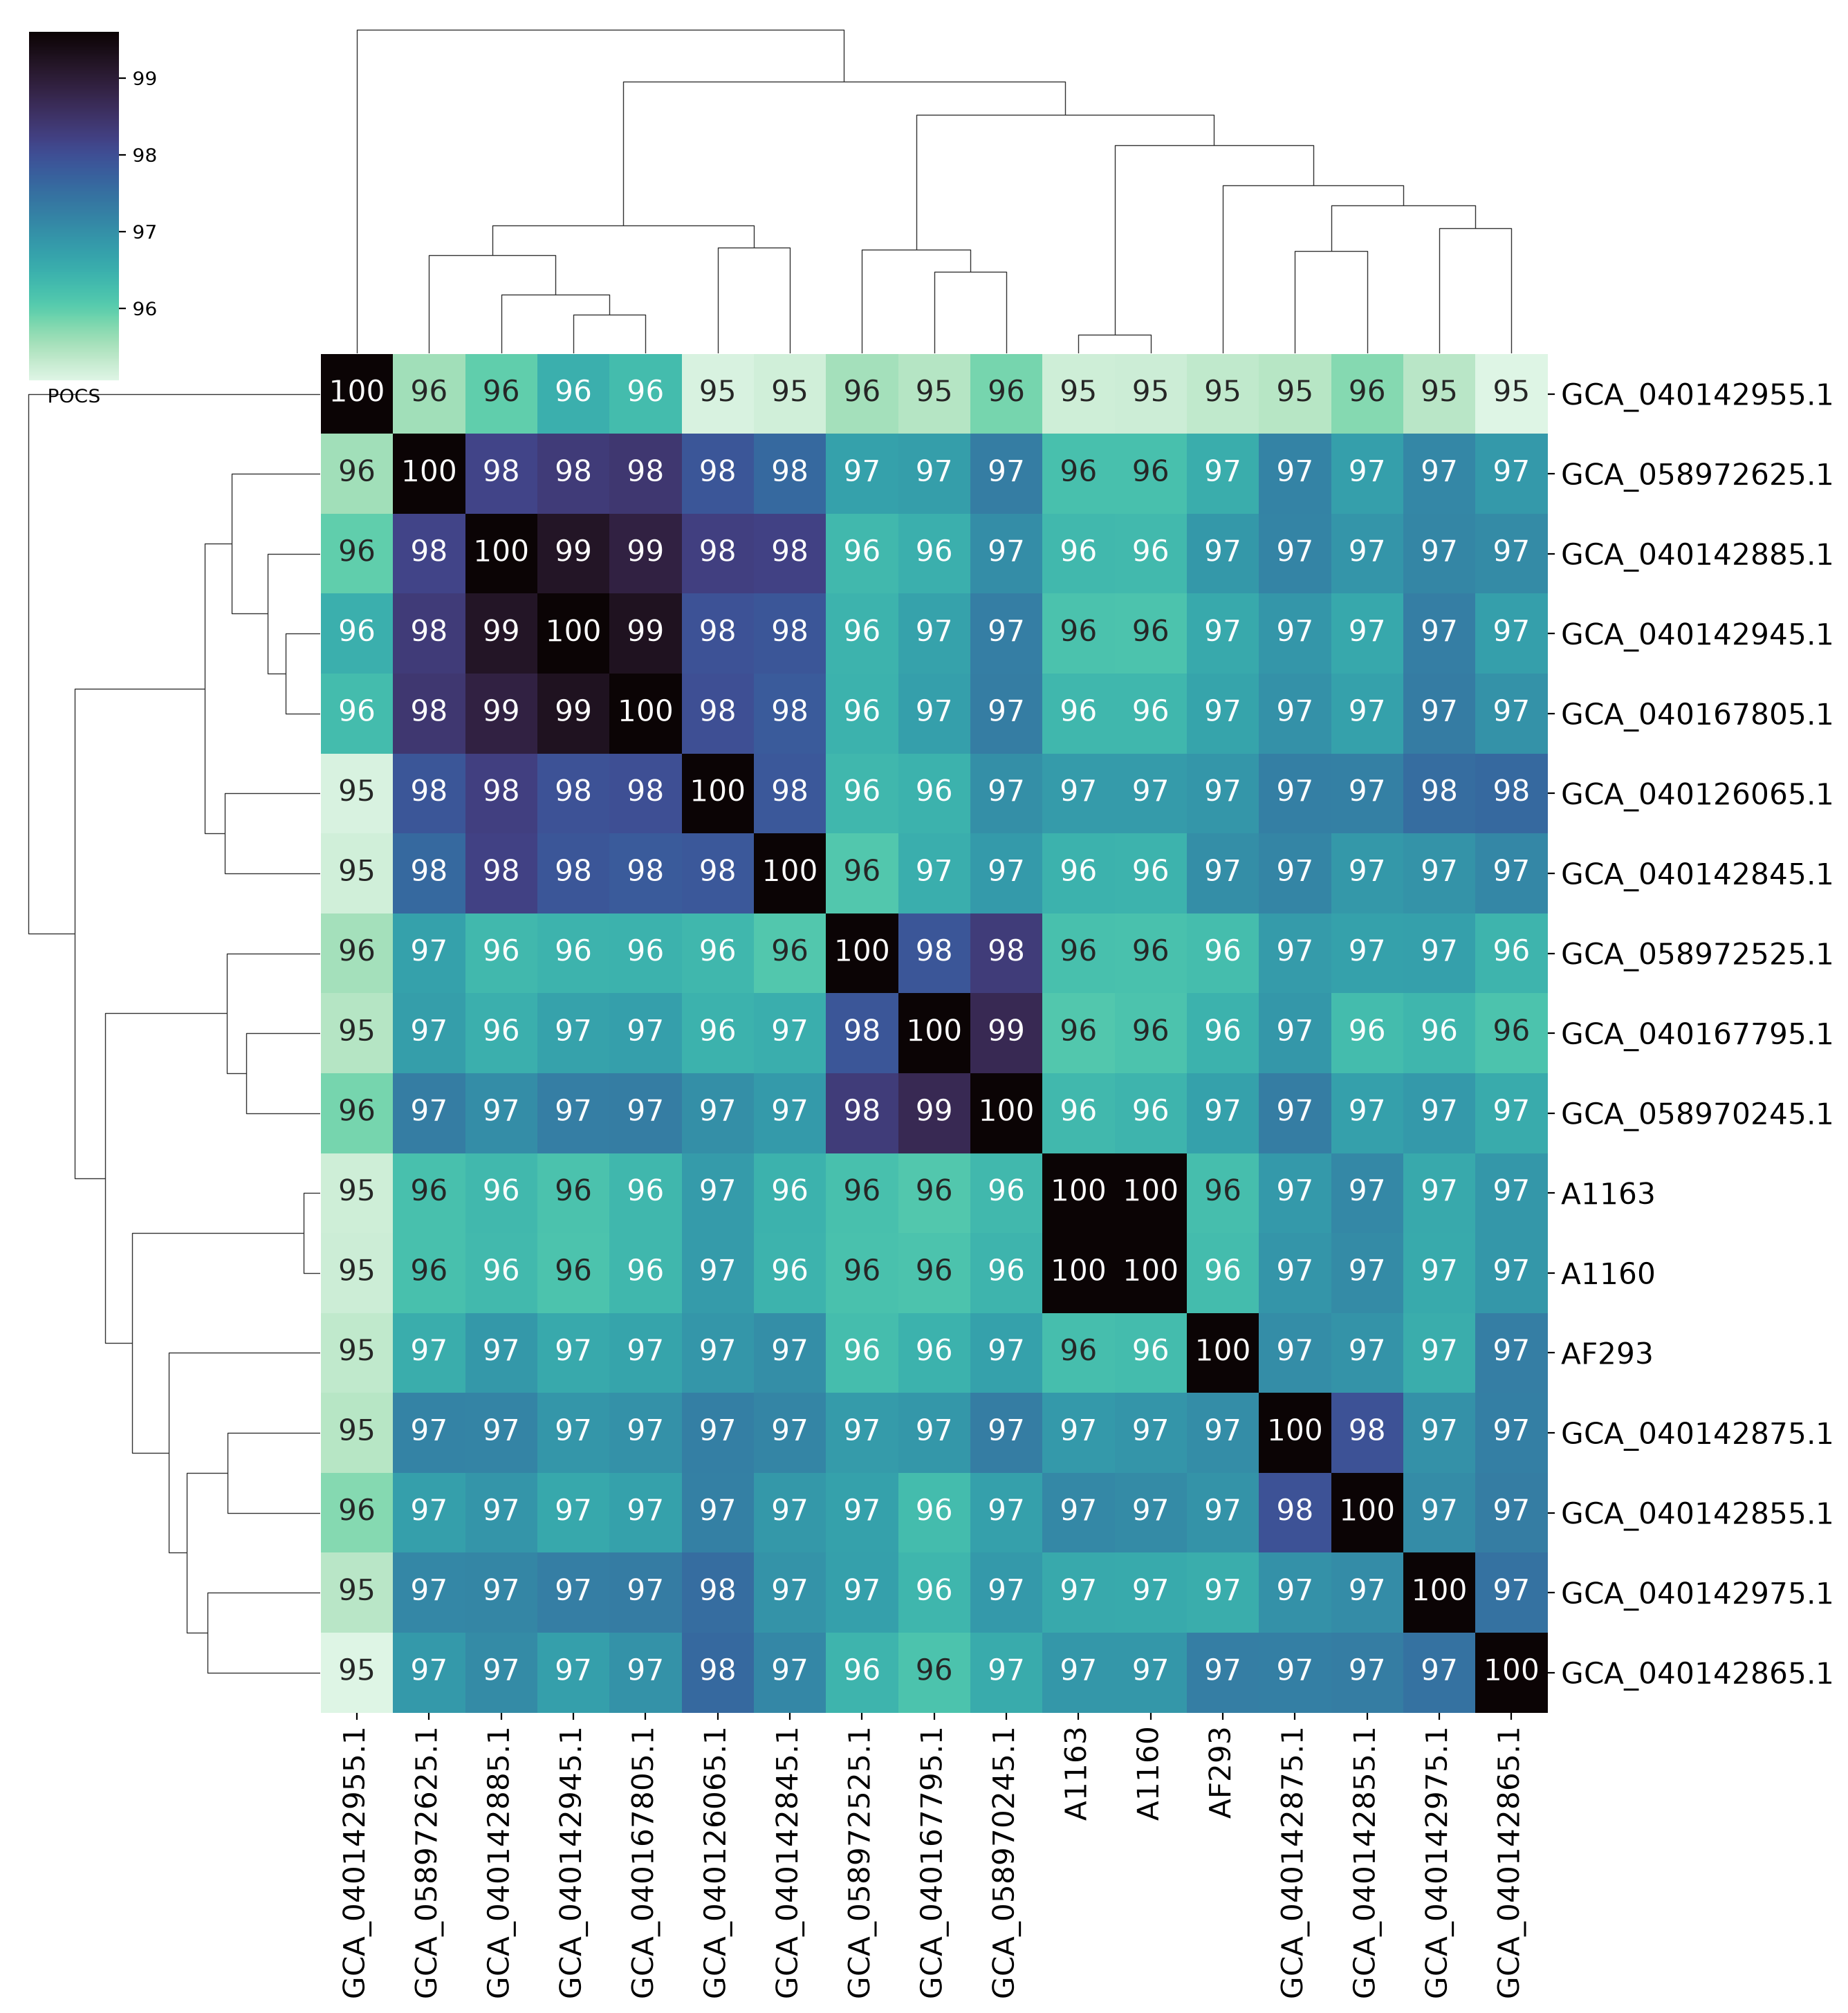 99
98
97
96
POCS
100 96 96 96 96 95 95 96 95 96 95 95 95 95 96 95 95 GCA_040142955.1
96 100 98 98 98 98 98 97 97 97 96 96 97 97 97 97 97 GCA_058972625.1
96 98 100 99 99 98 98 96 96 97 96 96 97 97 97 97 97 GCA_040142885.1
96 98 99 100 99 98 98 96 97 97 96 96 97 97 97 97 97 GCA_040142945.1
96 98 99 99 100 98 98 96 97 97 96 96 97 97 97 97 97 GCA_040167805.1
95 98 98 98 98 100 98 96 96 97 97 97 97 97 97 98 98 GCA_040126065.1
95 98 98 98 98 98 100 96 97 97 96 96 97 97 97 97 97 GCA_040142845.1
96 97 96 96 96 96 96 100 98 98 96 96 96 97 97 97 96 GCA_058972525.1
95 97 96 97 97 96 97 98 100 99 96 96 96 97 96 96 96 GCA_040167795.1
96 97 97 97 97 97 97 98 99 100 96 96 97 97 97 97 97 GCA_058970245.1
95 96 96 96 96 97 96 96 96 96 100 100 96 97 97 97 97 A1163
95 96 96 96 96 97 96 96 96 96 100 100 96 97 97 97 97 A1160
95 97 97 97 97 97 97 96 96 97 96 96 100 97 97 97 97 AF293
95 97 97 97 97 97 97 97 97 97 97 97 97 100 98 97 97 GCA_040142875.1
96 97 97 97 97 97 97 97 96 97 97 97 97 98 100 97 97 GCA_040142855.1
95 97 97 97 97 98 97 97 96 97 97 97 97 97 97 100 97 GCA_040142975.1
95 97 97 97 97 98 97 96 96 97 97 97 97 97 97 97 100 GCA_040142865.1
GCA_040142955.1
GCA_058972625.1
GCA_040142885.1
GCA_040142945.1
GCA_040167805.1
GCA_040126065.1
GCA_040142845.1
GCA_058972525.1
GCA_040167795.1
GCA_058970245.1
A1163
A1160
AF293
GCA_040142875.1
GCA_040142855.1
GCA_040142975.1
GCA_040142865.1